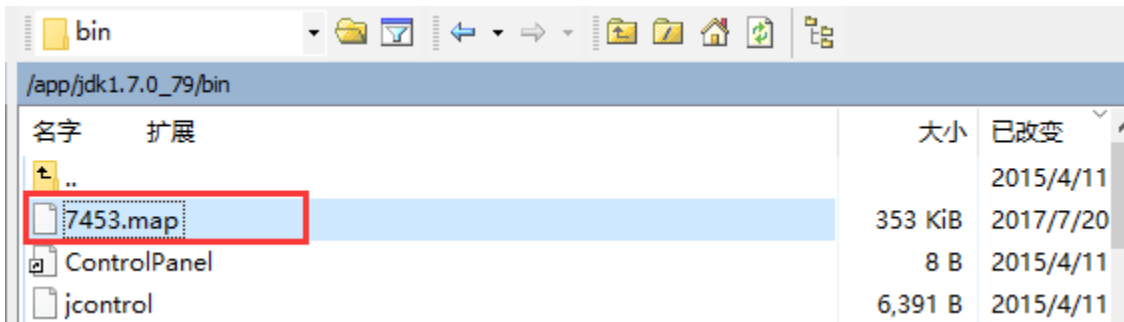 bin
/app/jdk1.7.0_79/bin
名字 扩展 大小 已改变
.. 2015/4/11
7453.map 353 KiB 2017/7/20
ControlPanel 8 B 2015/4/11
jcontrol 6,391 B 2015/4/11